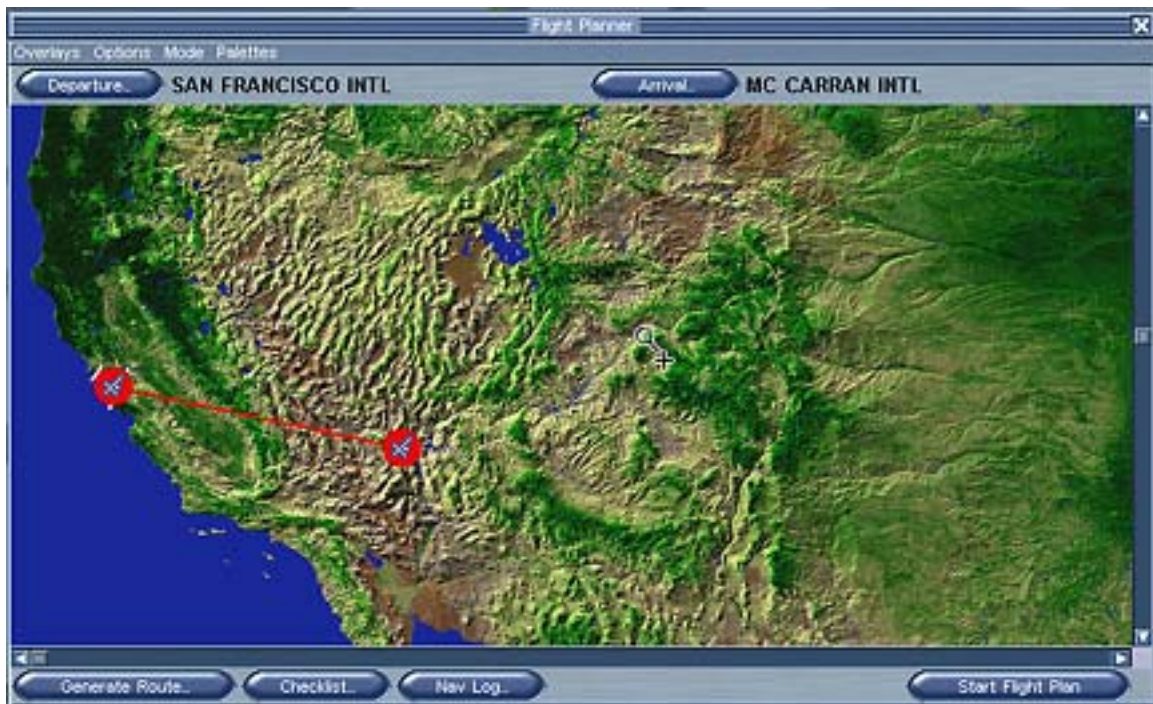 Flight Planner
Overlays Options Mode Palettes
Departure... SAN FRANCISCO INTL Arrival... MC CARRAN INTL
Generate Route... Checklist... Nav Log... Start Flight Plan